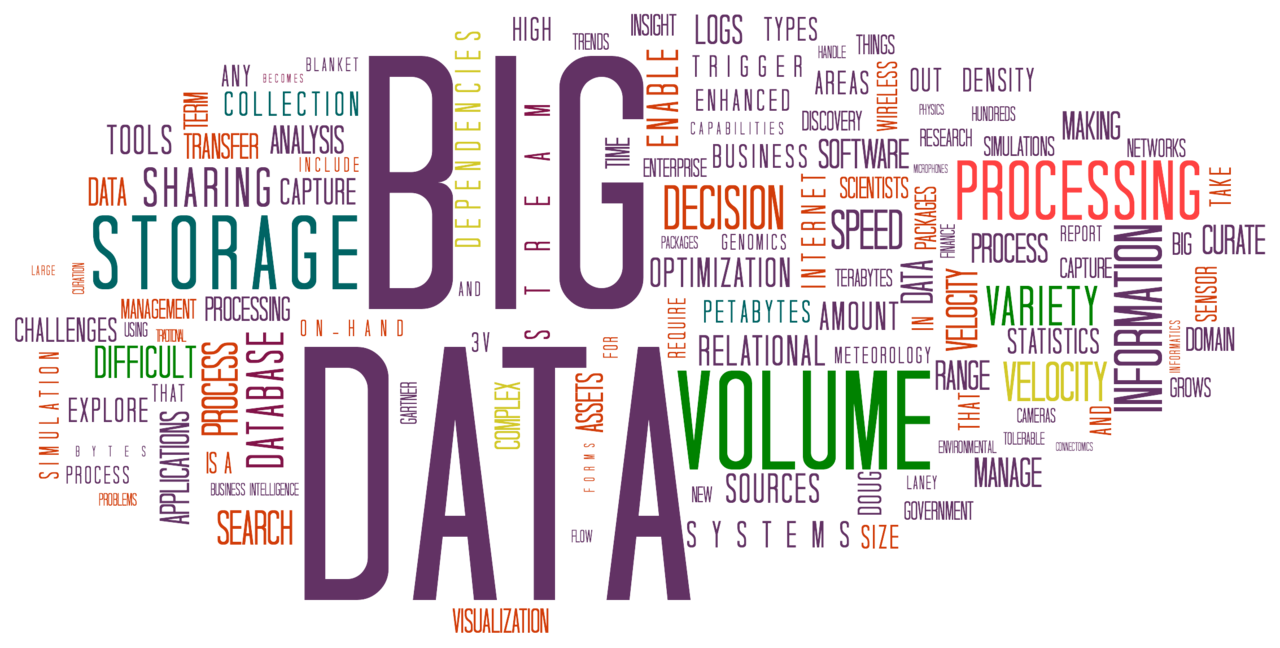 HIGH
TRENDS
INSIGHT
LOGS
TYPES
HANDLE
THINGS
DEPENDENCIES
BIG
ANY
BECOMES
BLANKET
COLLECTION
TERM
TOOLS
TRANSFER
ANALYSIS
INCLUDE
DATA
SHARING
CAPTURE
STORAGE
LARGE
CURATION
MANAGEMENT
PROCESSING
CHALLENGES
USING
ON_HAND
DIFFICULT
SIMULATION
THAT
EXPLORE
PROCESS
DATABASE
BYTES
PROCESS
PROBLEMS
APPLICATIONS
IS A
BUSINESS INTELLIGENCE
SEARCH
AND
STREAM
TIME
3V
DATA
GARTNER
COMPLEX
ASSETS
FOR
FORMS
FLOW
VISUALIZATION
ENABLE
TRIGGER
ENHANCED
CAPABILITIES
AREAS
DISCOVERY
WIRELESS
OUT
DENSITY
PHYSICS
HUNDREDS
RESEARCH
SIMULATIONS
MAKING
NETWORKS
ENTERPRISE
BUSINESS
SOFTWARE
MICROPHONES
PROCESSING
TAKE
DECISION
INTERNET
SCIENTISTS
SPEED
PACKAGES
PACKAGES
GENOMICS
FINANCE
PROCESS
REPORT
BIG
CURATE
OPTIMIZATION
TERABYTES
DATA
CAPTURE
INFORMATION
SENSOR
REQUIRE
PETABYTES
AMOUNT
IN
VELOCITY
VARIETY
STATISTICS
INFORMATICS
DOMAIN
RELATIONAL
METEOROLOGY
RANGE
VELOCITY
GROWS
VOLUME
THAT
CAMERAS
AND
TOLERABLE
ENVIRONMENTAL
CONNECTOMICS
MANAGE
NEW
SOURCES
DOUG
LANEY
GOVERNMENT
SYSTEMS
SIZE